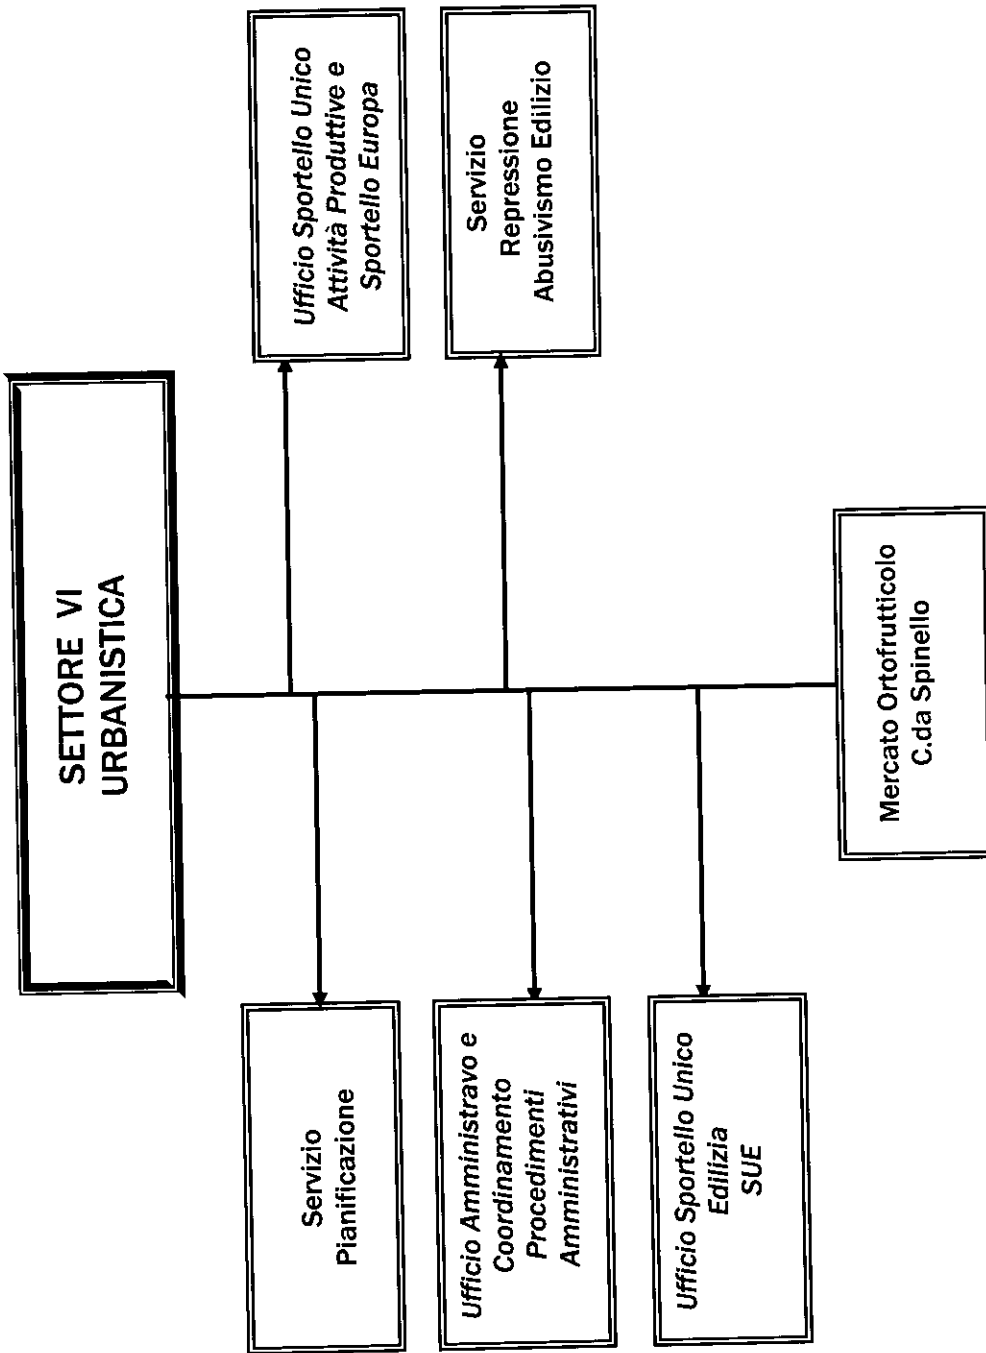 SETTORE VI
URBANISTICA
Servizio
Pianificazione
Ufficio Sportello Unico
Attività Produttive e
Sportello Europa
Ufficio Amministravo e
Coordinamento
Procedimenti
Amministrativi
Servizio
Repressione
Abusivismo Edilizio
Ufficio Sportello Unico
Edilizia
SUE
Mercato Ortofrutticolo
C.da Spinello